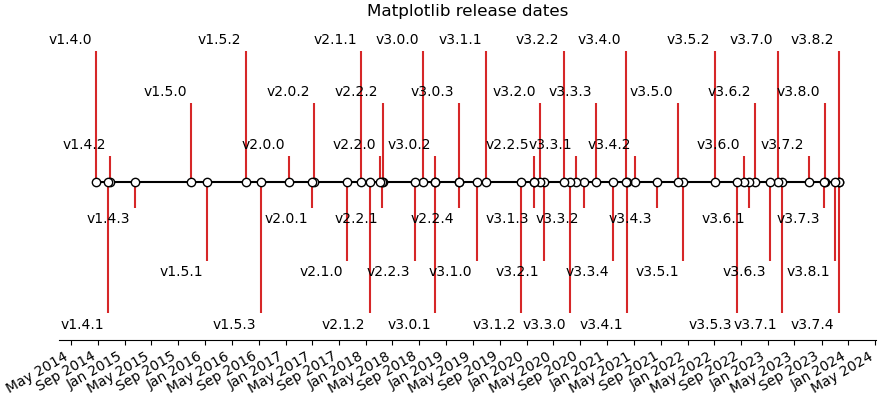 Matplotlib release dates
v1.4.0 v1.5.2 v2.1.1 v3.0.0 v3.1.1 v3.2.2 v3.4.0 v3.5.2 v3.7.0 v3.8.2
v1.5.0 v2.0.2 v2.2.2 v3.0.3 v3.2.0 v3.3.3 v3.5.0 v3.6.2 v3.8.0
v1.4.2 v2.0.0 v2.2.0 v3.0.2 v2.2.5 v3.3.1 v3.4.2 v3.6.0 v3.7.2
v1.4.3 v2.0.1 v2.2.1 v2.2.4 v3.1.3 v3.3.2 v3.4.3 v3.6.1 v3.7.3
v1.5.1 v2.1.0 v2.2.3 v3.1.0 v3.2.1 v3.3.4 v3.5.1 v3.6.3 v3.8.1
v1.4.1 v1.5.3 v2.1.2 v3.0.1 v3.1.2 v3.3.0 v3.4.1 v3.5.3 v3.7.1 v3.7.4
May 2014 Sep 2014 Jan 2015 May 2015 Sep 2015 Jan 2016 May 2016 Sep 2016 Jan 2017 May 2017 Sep 2017 Jan 2018 May 2018 Sep 2018 Jan 2019 May 2019 Sep 2019 Jan 2020 May 2020 Sep 2020 Jan 2021 May 2021 Sep 2021 Jan 2022 May 2022 Sep 2022 Jan 2023 May 2023 Sep 2023 Jan 2024 May 2024